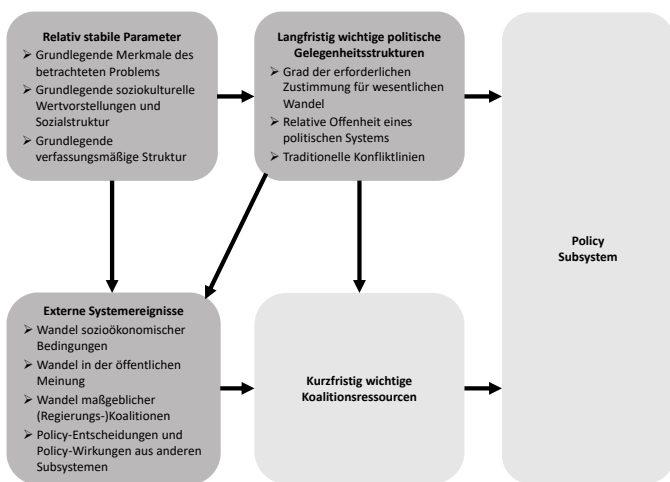 Relativ stabile Parameter
➢ Grundlegende Merkmale des
betrachteten Problems
➢ Grundlegende soziokulturelle
Wertvorstellungen und
Sozialstruktur
➢ Grundlegende
verfassungsmäßige Struktur
Langfristig wichtige politische
Gelegenheitsstrukturen
➢ Grad der erforderlichen
Zustimmung für wesentlichen
Wandel
➢ Relative Offenheit eines
politischen Systems
➢ Traditionelle Konfliktlinien
Policy
Subsystem
Externe Systemereignisse
➢ Wandel sozioökonomischer
Bedingungen
➢ Wandel in der öffentlichen
Meinung
➢ Wandel maßgeblicher
(Regierungs-)Koalitionen
➢ Policy-Entscheidungen und
Policy-Wirkungen aus anderen
Subsystemen
Kurzfristig wichtige
Koalitionsressourcen